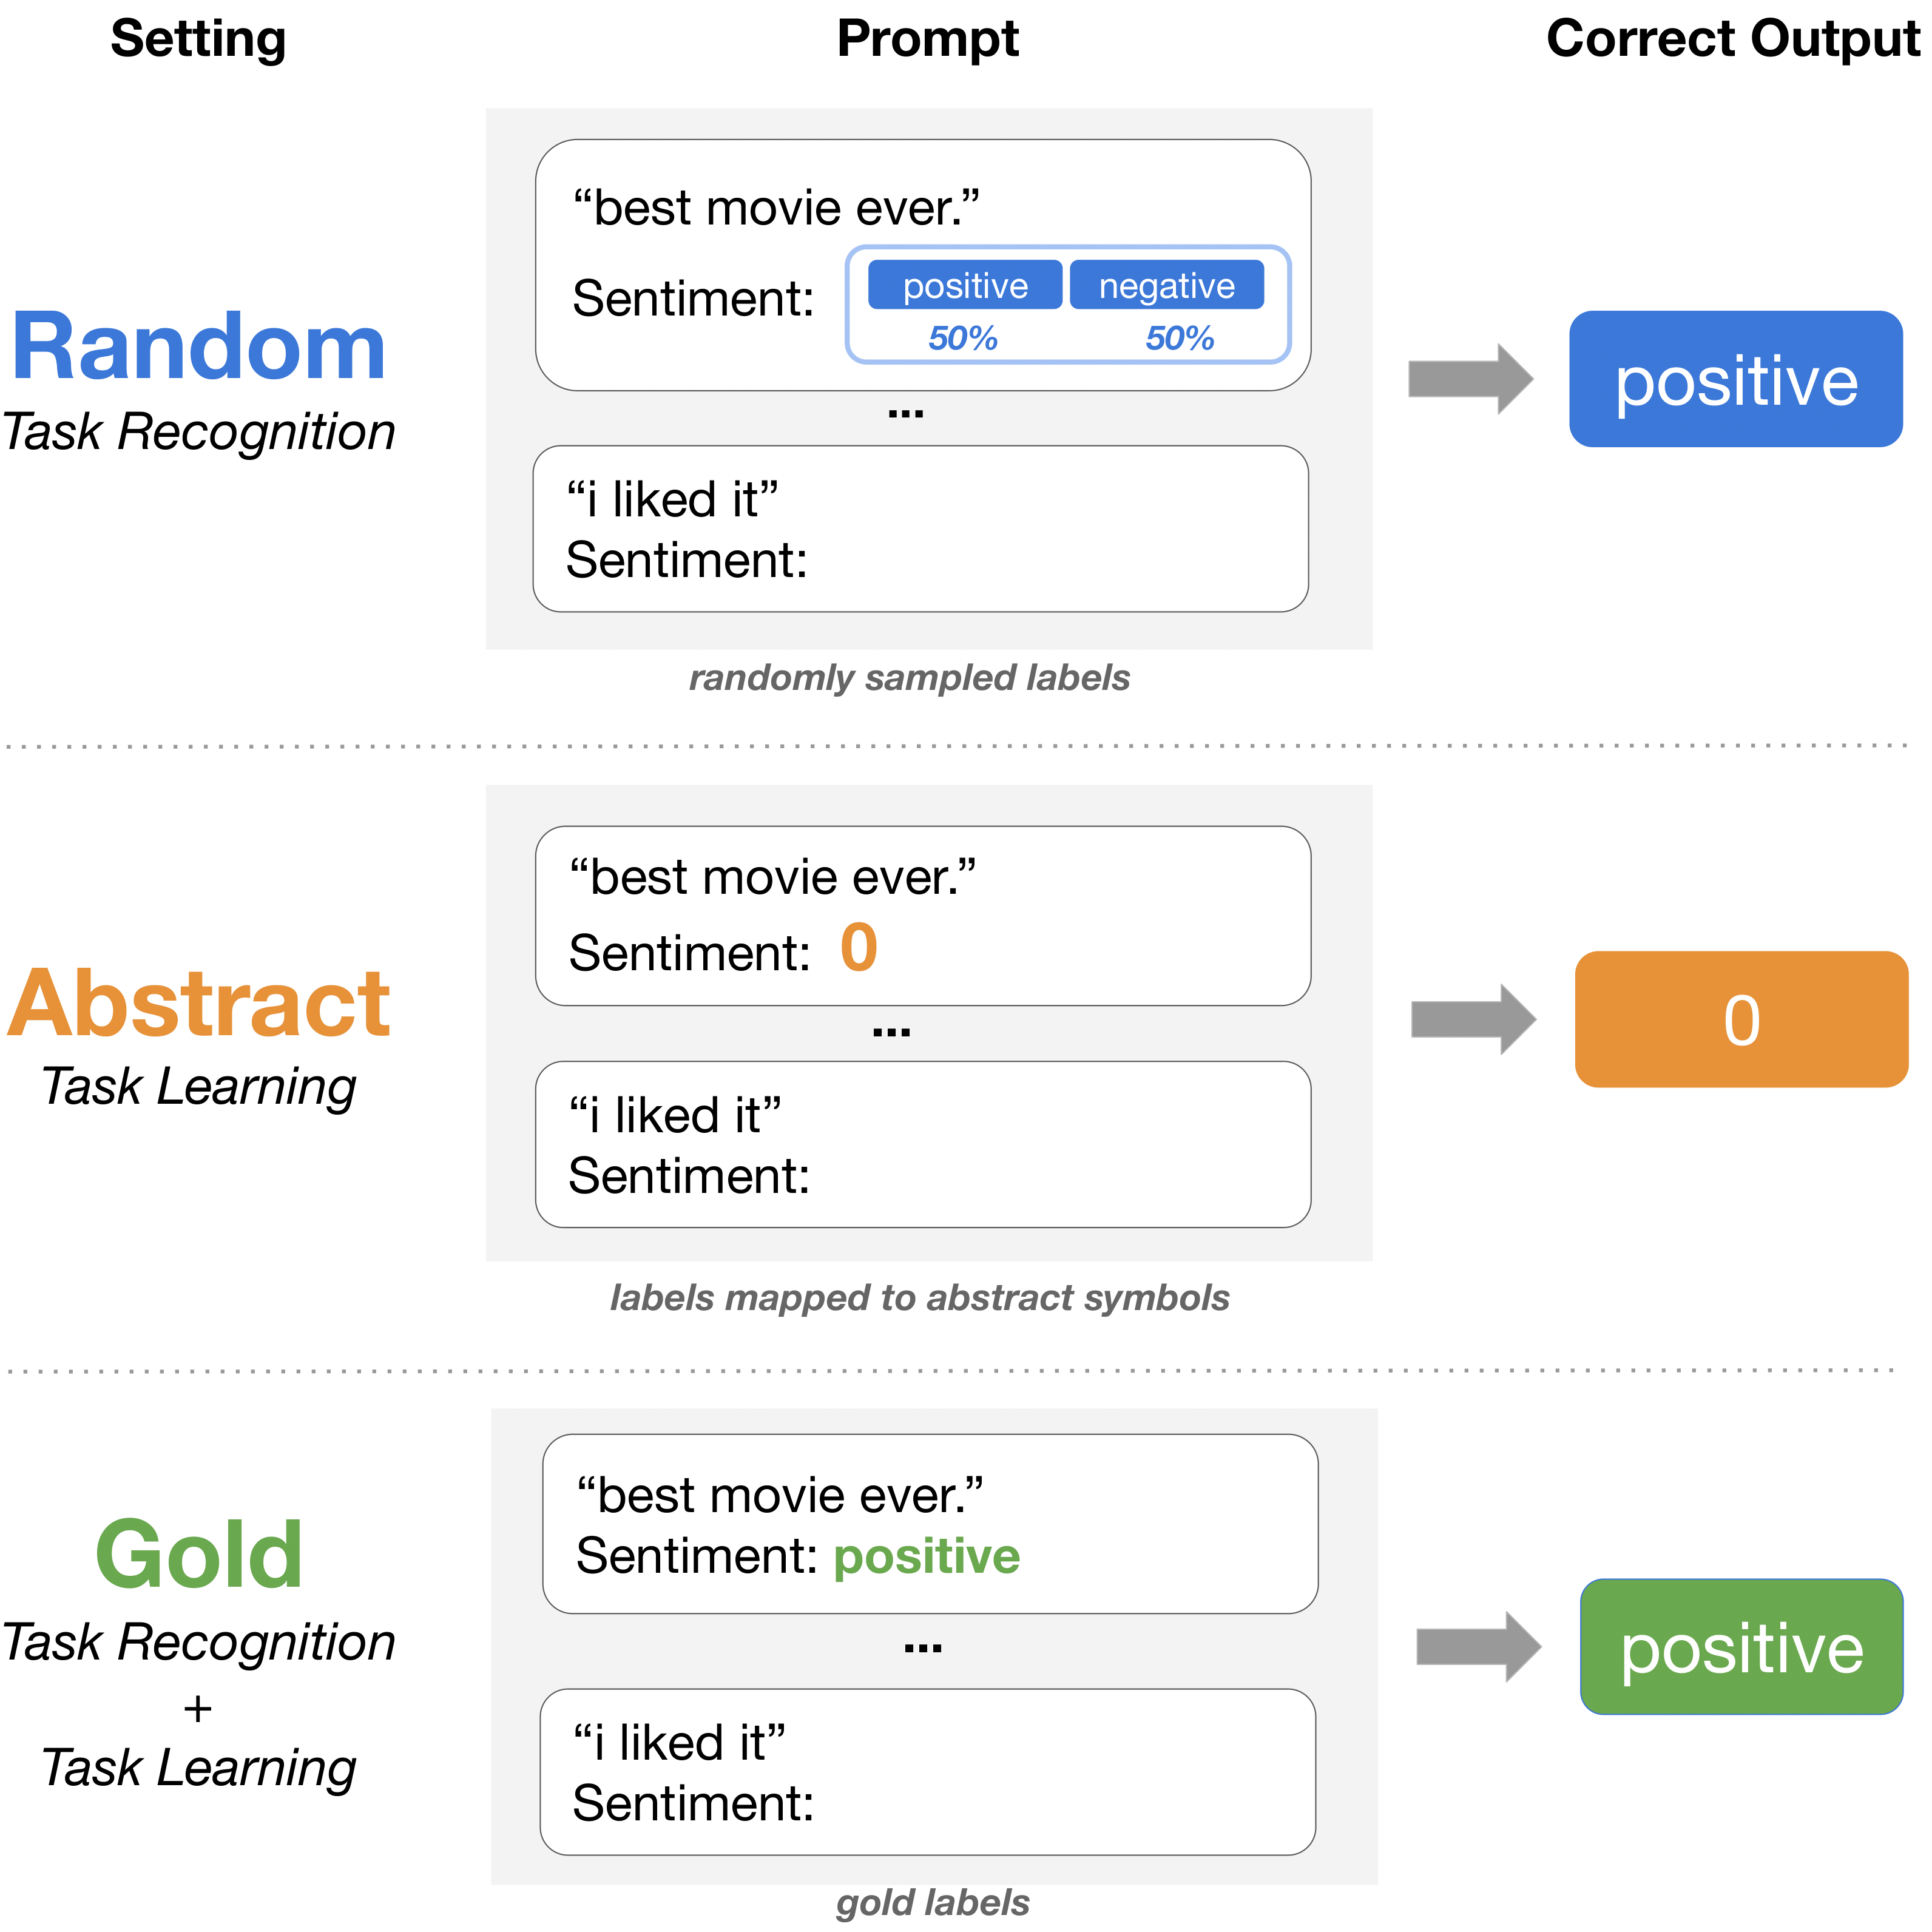 Setting Prompt Correct Output
Random
Task Recognition
“best movie ever.”
Sentiment: positive negative
50% 50%
...
“i liked it”
Sentiment:
positive
randomly sampled labels
Abstract
Task Learning
“best movie ever.”
Sentiment: 0
...
“i liked it”
Sentiment:
0
labels mapped to abstract symbols
Gold
Task Recognition
+
Task Learning
“best movie ever.”
Sentiment: positive
...
“i liked it”
Sentiment:
positive
gold labels